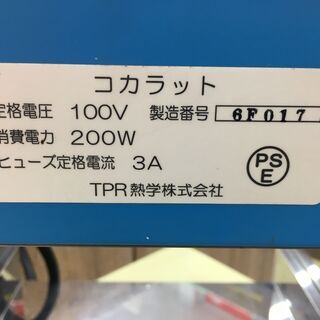 コカラット
定格電圧 100V 製造番号 6F017
消費電力 200W
ヒューズ定格電流 3A
PS
E
TPR熱学株式会社